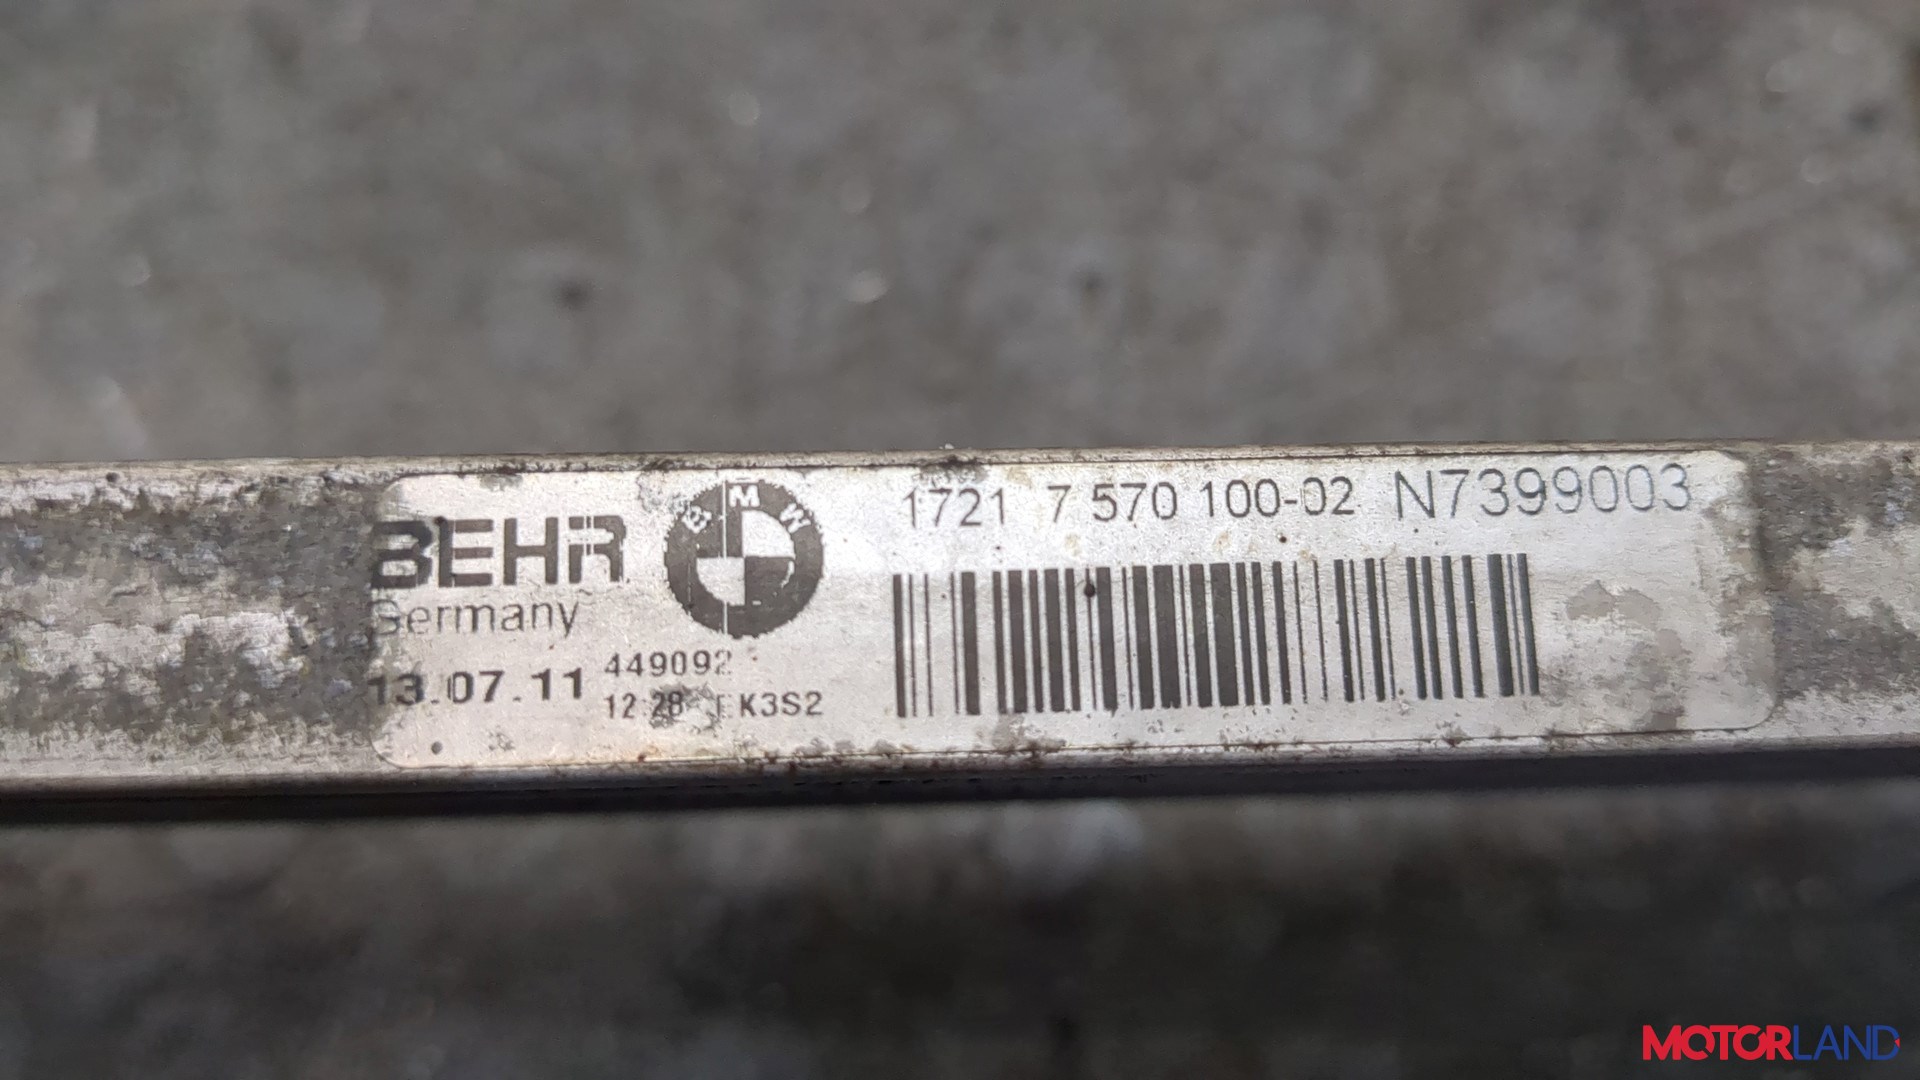 BEHR
Germany
BMW
1721 7 570 100-02 N7399003
13.07.11 449092
12:28 K3S2
MOTORLAND